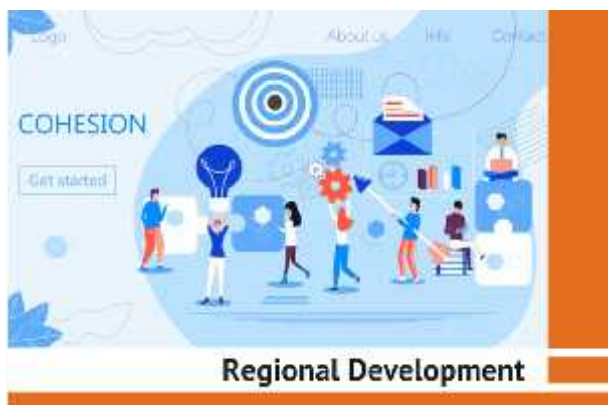 Logo About us Info Contact
COHESION
Get started
Regional Development